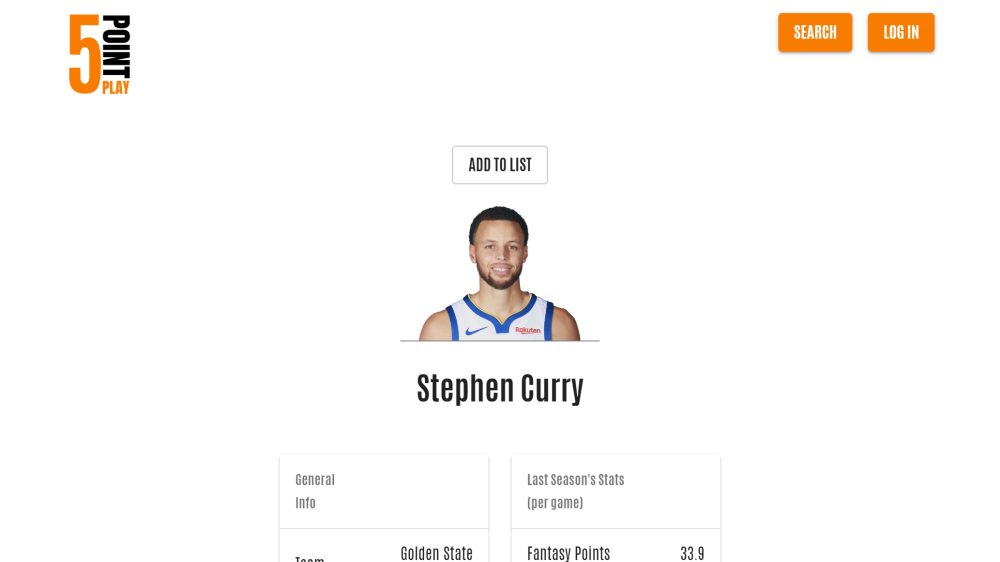 5
POINT
PLAY
SEARCH
LOG IN
ADD TO LIST
Rakuten
Stephen Curry
General
Info
Last Season's Stats
(per game)
Team
Golden State
Fantasy Points
33.9